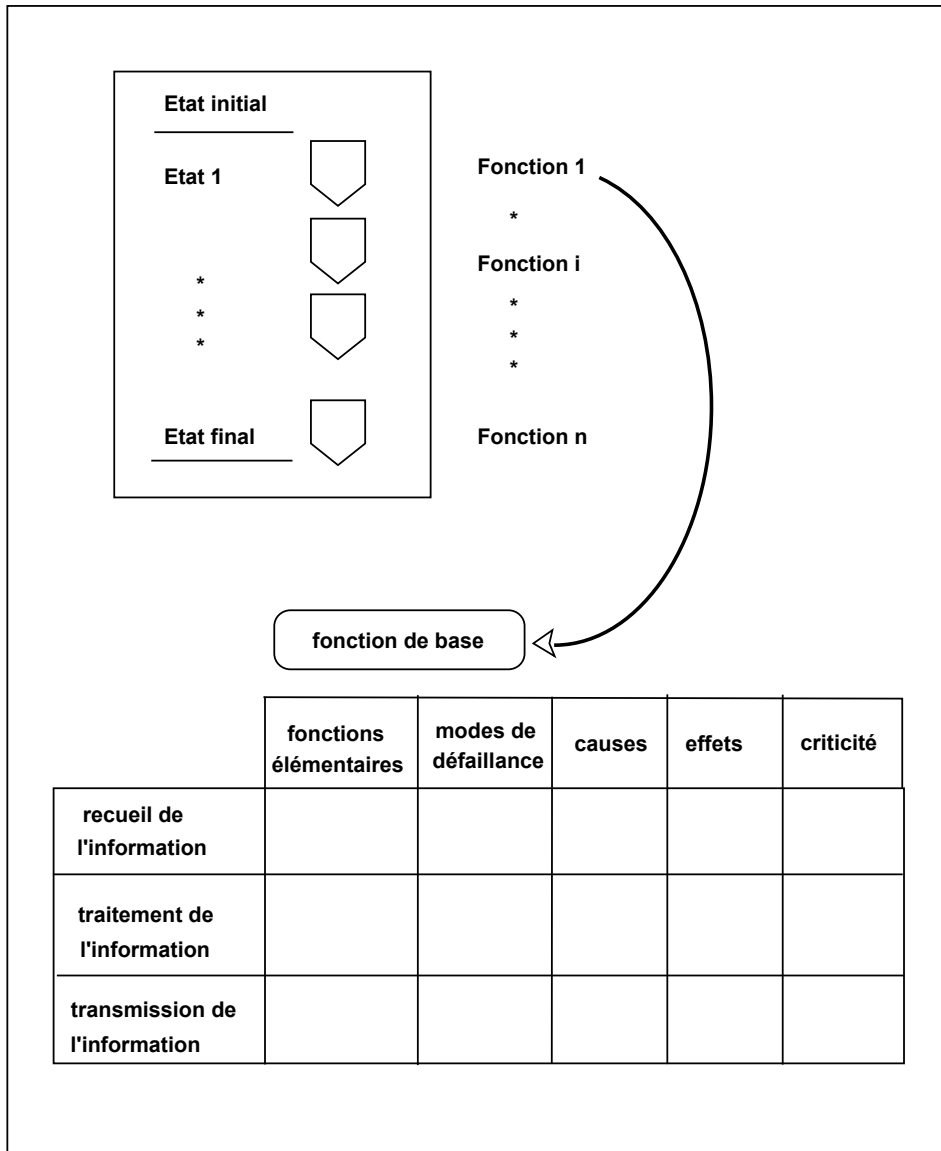 Etat initial
Etat 1
*
*
*
Etat final
Fonction 1
*
Fonction i
*
*
*
Fonction n
fonction de base
fonctions
élémentaires
modes de
défaillance
causes
effets
criticité
recueil de
l'information
traitement de
l'information
transmission de
l'information